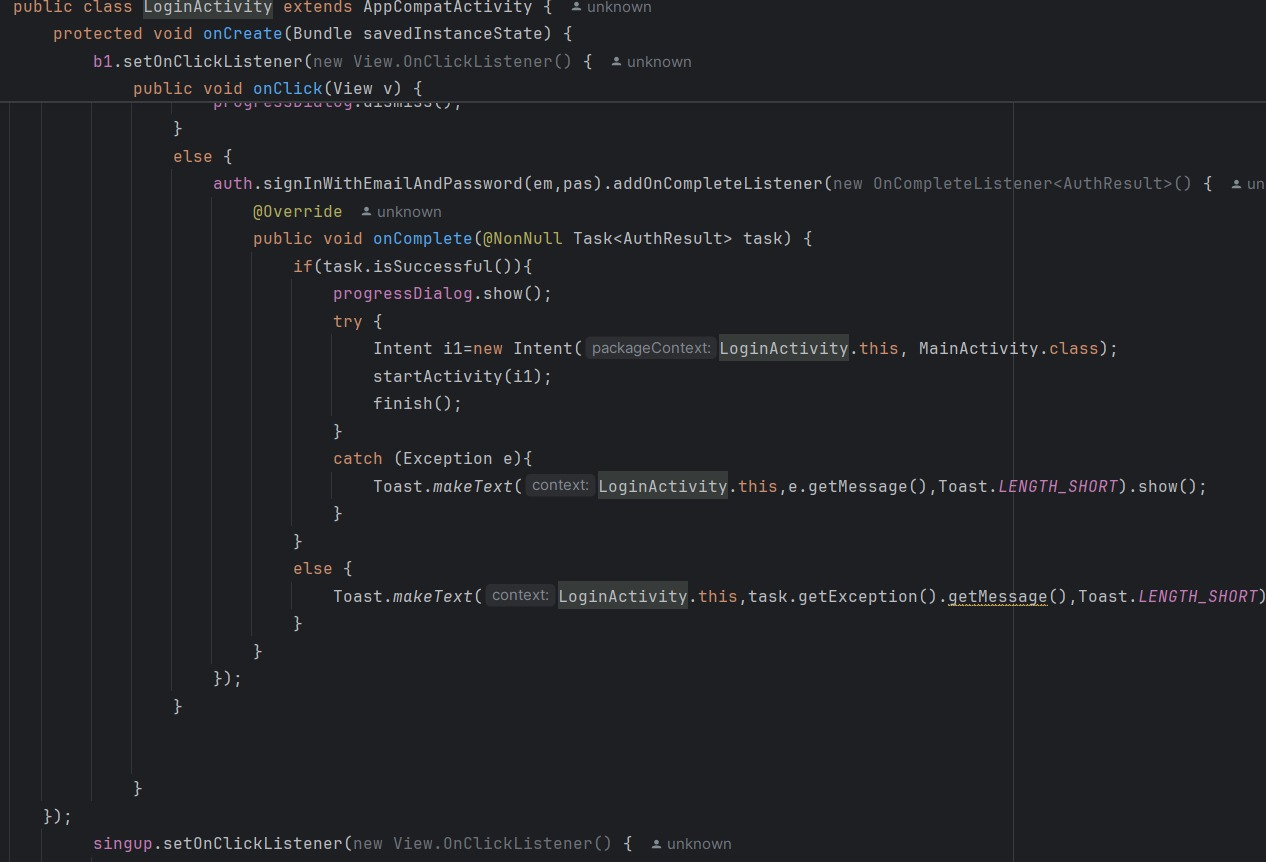 public class LoginActivity extends AppCompatActivity { unknown
protected void onCreate(Bundle savedInstanceState) {
b1.setOnClickListener(new View.OnClickListener() { unknown
public void onClick(View v) {
progressDialog.dismiss();
}
else {
auth.signInWithEmailAndPassword(em,pas).addOnCompleteListener(new OnCompleteListener<AuthResult>() { un
@Override unknown
public void onComplete(@NonNull Task<AuthResult> task) {
if(task.isSuccessful()){
progressDialog.show();
try {
Intent i1=new Intent( packageContext: LoginActivity.this, MainActivity.class);
startActivity(i1);
finish();
}
catch (Exception e){
Toast.makeText( context: LoginActivity.this,e.getMessage(),Toast.LENGTH_SHORT).show();
}
}
else {
Toast.makeText( context: LoginActivity.this,task.getException().getMessage(),Toast.LENGTH_SHORT)
}
}
});
}
}
});
singup.setOnClickListener(new View.OnClickListener() { unknown